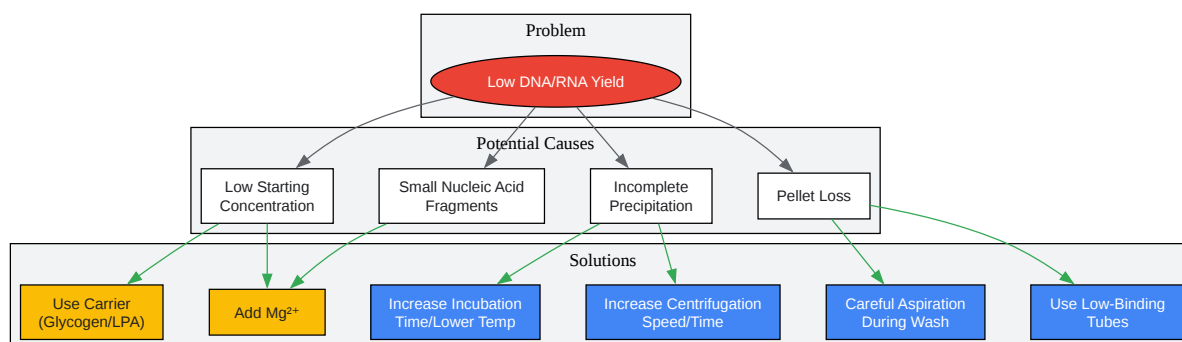 Problem
Low DNA/RNA Yield
Potential Causes
Low Starting
Concentration
Small Nucleic Acid
Fragments
Incomplete
Precipitation
Pellet Loss
Solutions
Use Carrier
(Glycogen/LPA)
Add Mg²⁺
Increase Incubation
Time/Lower Temp
Increase Centrifugation
Speed/Time
Careful Aspiration
During Wash
Use Low-Binding
Tubes